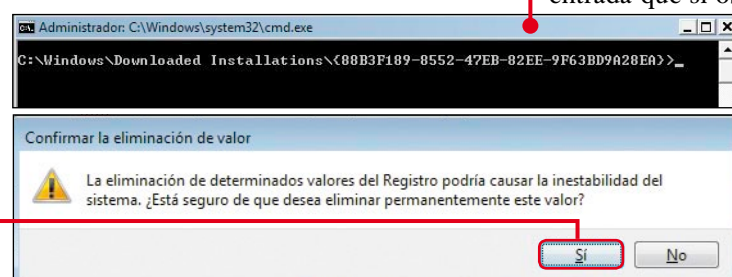 entrada que si os
Administrador: C:\Windows\system32\cmd.exe
C:\Windows\Downloaded Installations\{88B3F189-8552-47EB-82EE-9F63BD9A28EA}>_
Confirmar la eliminación de valor
La eliminación de determinados valores del Registro podría causar la inestabilidad del
sistema. ¿Está seguro de que desea eliminar permanentemente este valor?
Sí
No